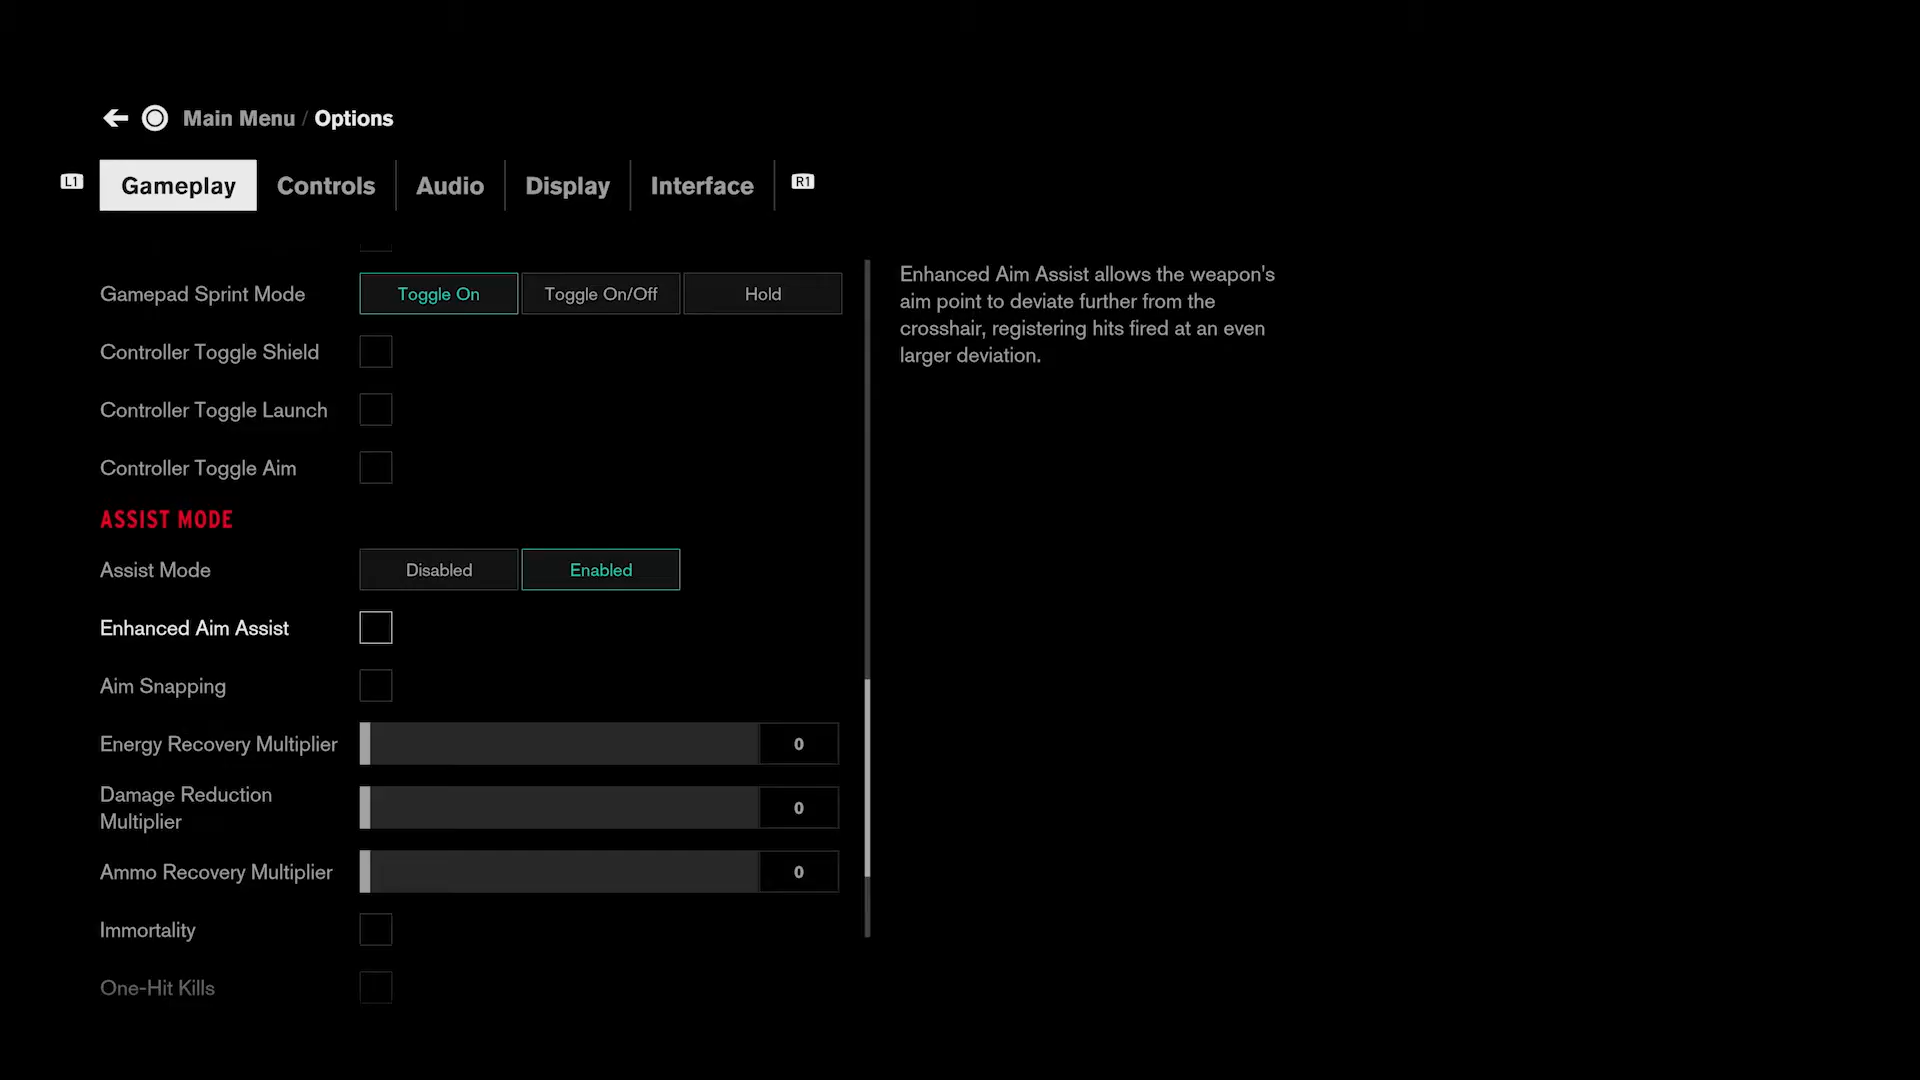 Main Menu / Options
L1 Gameplay Controls Audio Display Interface R1
Gamepad Sprint Mode Toggle On Toggle On/Off Hold
Controller Toggle Shield
Controller Toggle Launch
Controller Toggle Aim
ASSIST MODE
Assist Mode Disabled Enabled
Enhanced Aim Assist
Aim Snapping
Energy Recovery Multiplier 0
Damage Reduction
Multiplier 0
Ammo Recovery Multiplier 0
Immortality
One-Hit Kills
Enhanced Aim Assist allows the weapon's
aim point to deviate further from the
crosshair, registering hits fired at an even
larger deviation.